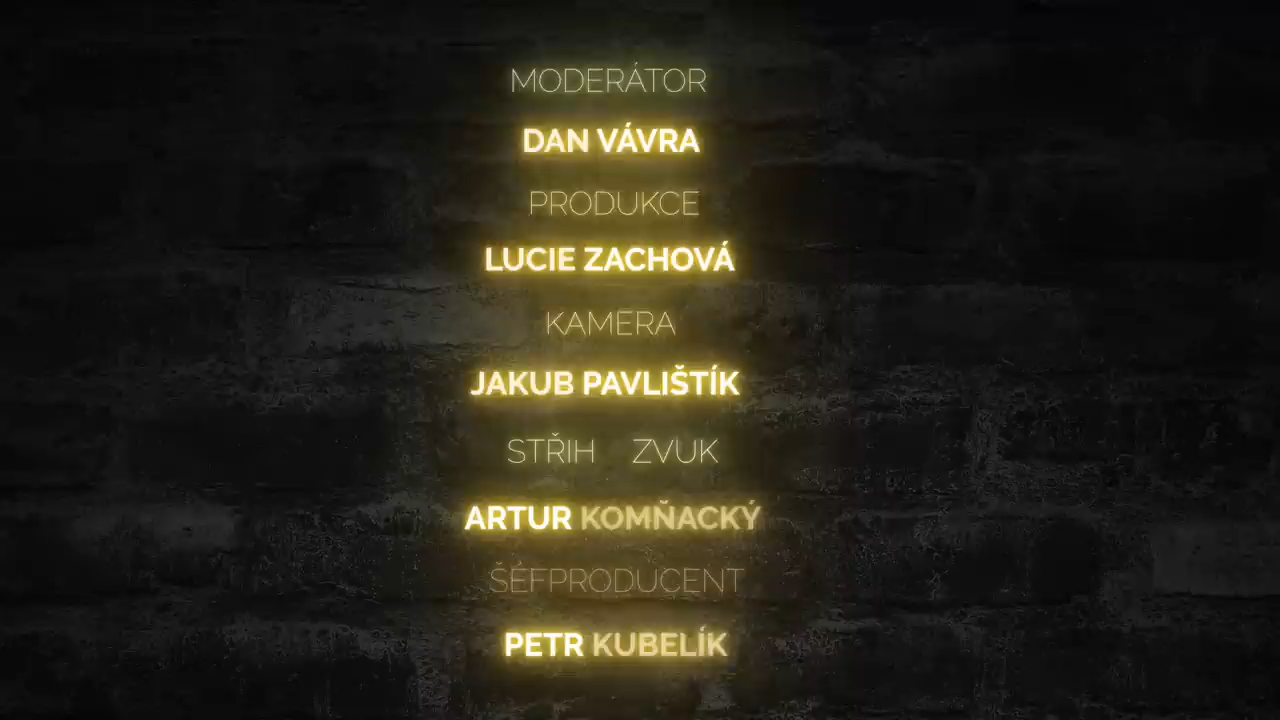 MODERÁTOR
DAN VÁVRA
PRODUKCE
LUCIE ZACHOVÁ
KAMERA
JAKUB PAVLIŠTÍK
STŘIH ZVUK
ARTUR KOMŇACKÝ
ŠÉFPRODUCENT
PETR KUBELÍK